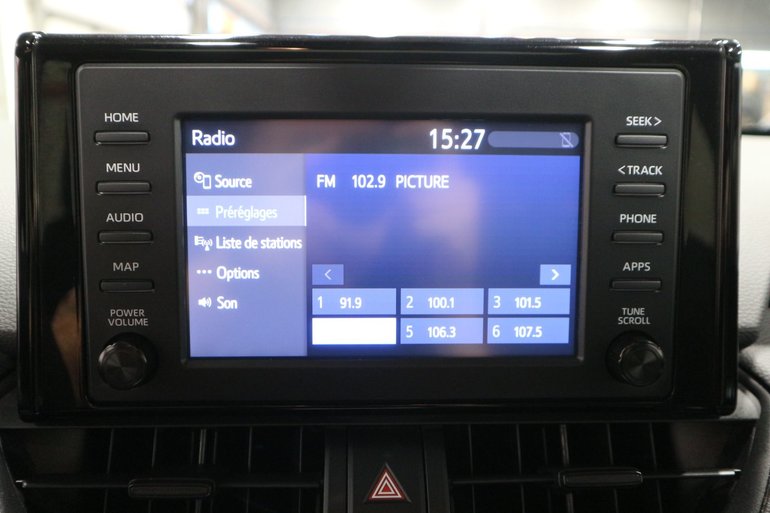 HOME
MENU
AUDIO
MAP
POWER
VOLUME
Radio 15:27
Source
Préréglages
Liste de stations
Options
Son
FM 102.9 PICTURE
< >
1 91.9 2 100.1 3 101.5
5 106.3 6 107.5
SEEK >
< TRACK
PHONE
APPS
TUNE
SCROLL